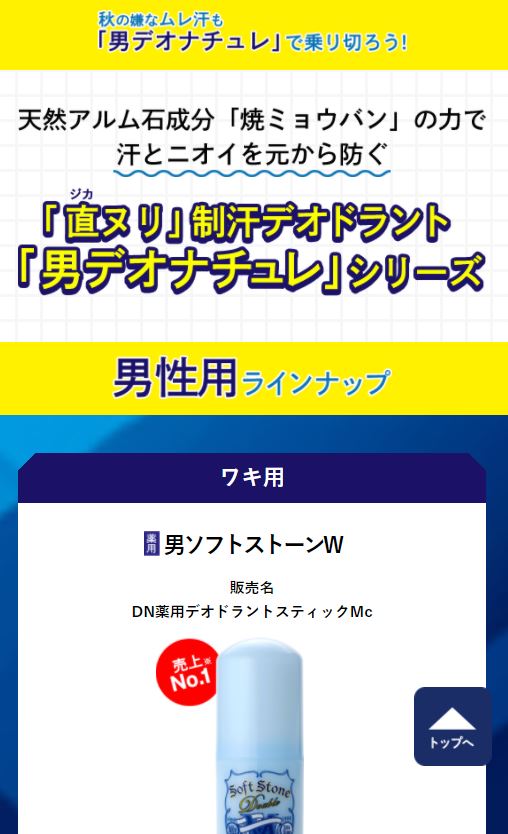 秋の嫌なムレ汗も
「男デオナチュレ」で乗り切ろう!
天然アルム石成分「焼ミョウバン」の力で
汗とニオイを元から防ぐ
ジカ
「直ヌリ」制汗デオドラント
「男デオナチュレ」シリーズ
男性用ラインナップ
ワキ用
薬用 男ソフトストーンW
販売名
DN薬用デオドラントスティックMc
売上※
No.1
Soft Stone
Double
トップへ